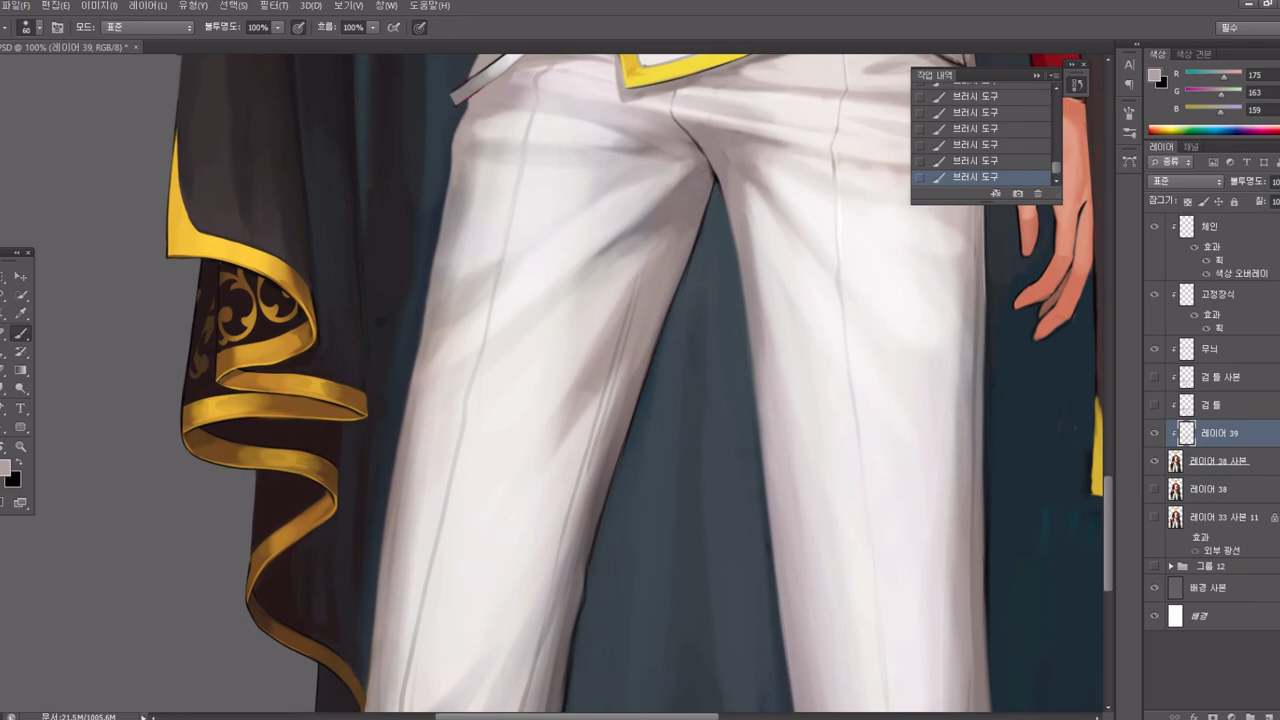 파일(F) 편집(E) 이미지(I) 레이어(L) 유형(Y) 선택(S) 필터(T) 3D(D) 보기(V) 창(W) 도움말(H)
60 모드: 표준 불투명도: 100% 흐름: 100% 필수
PSD @ 100% (레이어 39, RGB/8) * ×
작업 내역
브러시 도구
브러시 도구
브러시 도구
브러시 도구
브러시 도구
브러시 도구
색상 색상 견본
R 175
G 163
B 159
레이어 채널
종류
표준 불투명도: 10
잠그기: 칠: 10
체인
효과
획
색상 오버레이
고정장식
효과
획
무늬
검 틀 사본
검 틀
레이어 39
레이어 38 사본
레이어 38
레이어 33 사본 11
효과
외부 광선
그룹 12
배경 사본
배경
문서:21.5M/1005.6M